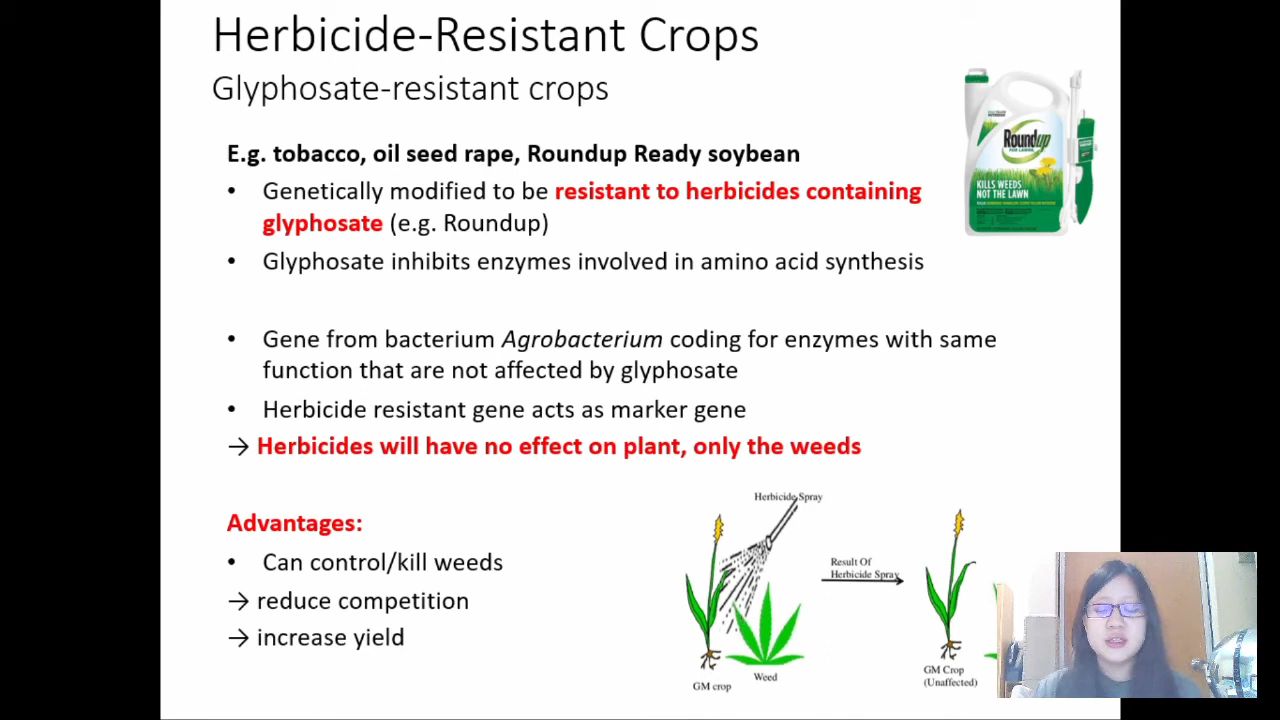 Herbicide-Resistant Crops
Glyphosate-resistant crops
E.g. tobacco, oil seed rape, Roundup Ready soybean
• Genetically modified to be resistant to herbicides containing
glyphosate (e.g. Roundup)
• Glyphosate inhibits enzymes involved in amino acid synthesis
• Gene from bacterium Agrobacterium coding for enzymes with same
function that are not affected by glyphosate
• Herbicide resistant gene acts as marker gene
→ Herbicides will have no effect on plant, only the weeds
Advantages:
• Can control/kill weeds
→ reduce competition
→ increase yield
Roundup
FOR LAWNS
KILLS WEEDS
NOT THE LAWN
Herbicide Spray
Result Of
Herbicide Spray
GM crop
Weed
GM Crop
(Unaffected)